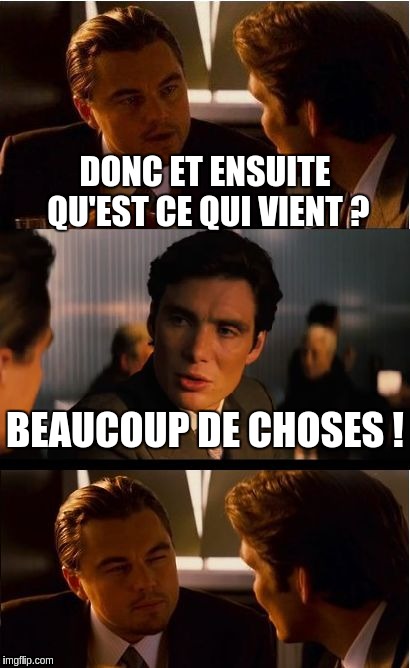 DONC ET ENSUITE
QU'EST CE QUI VIENT ?
BEAUCOUP DE CHOSES !
imgflip.com